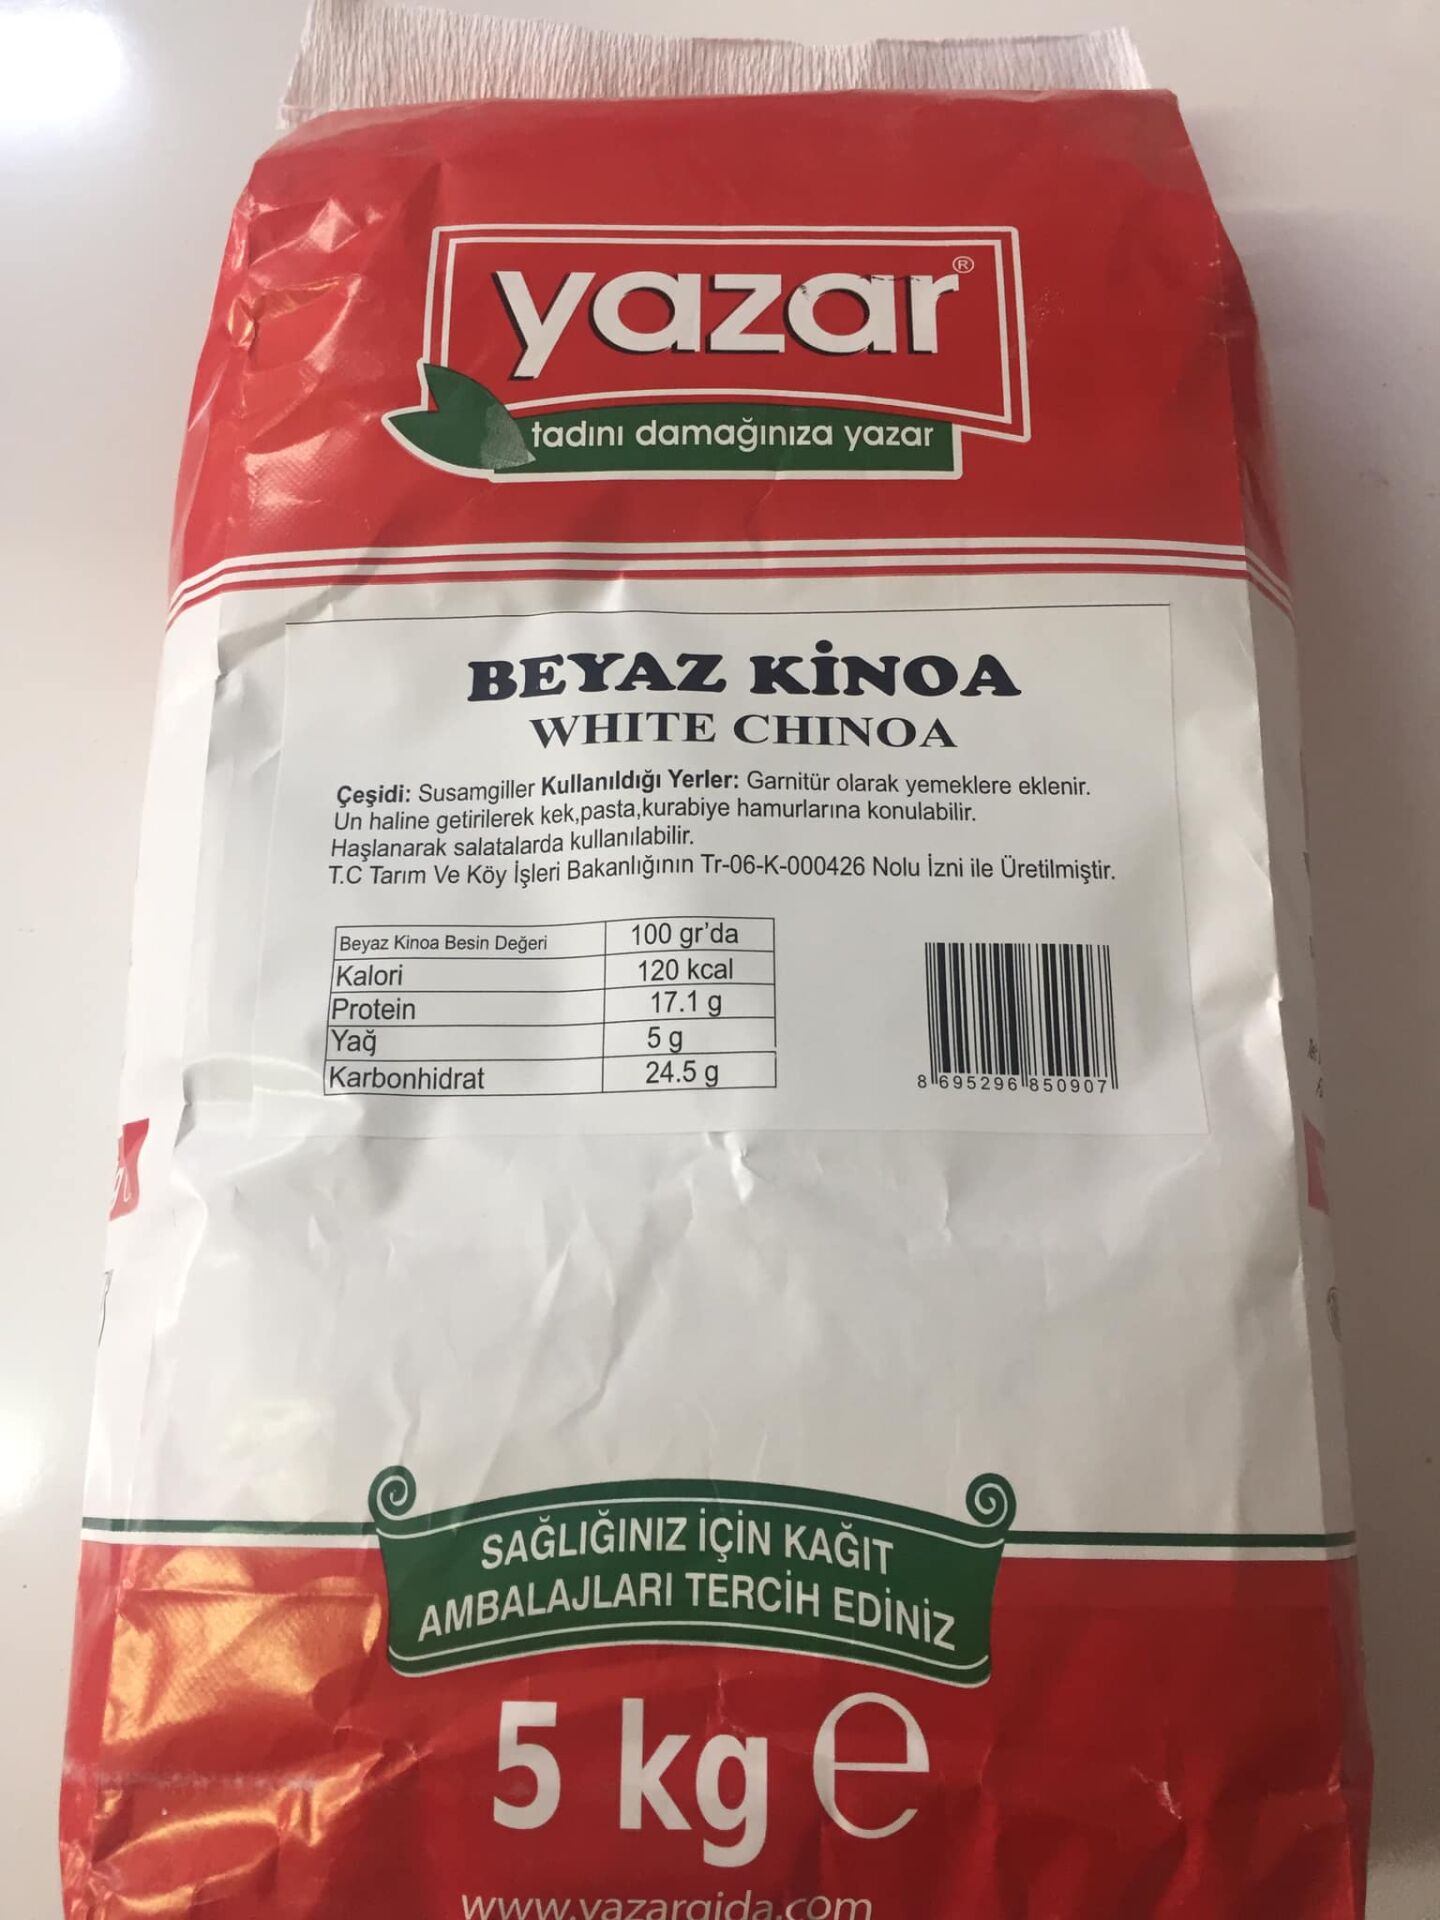 yazar®
tadını damağınıza yazar
BEYAZ KİNOA
WHITE CHINOA
Çeşidi: Susamgiller Kullanıldığı Yerler: Garnitür olarak yemeklere eklenir.
Un haline getirilerek kek,pasta,kurabiye hamurlarına konulabilir.
Haşlanarak salatalarda kullanılabilir.
T.C Tarım Ve Köy İşleri Bakanlığının Tr-06-K-000426 Nolu İzni ile Üretilmiştir.
Beyaz Kinoa Besin Değeri 100 gr'da
Kalori 120 kcal
Protein 17.1 g
Yağ 5 g
Karbonhidrat 24.5 g
8 695296 850907
SAĞLIĞINIZ İÇİN KAĞIT
AMBALAJLARI TERCİH EDİNİZ
5 kg e
www.yazargida.com